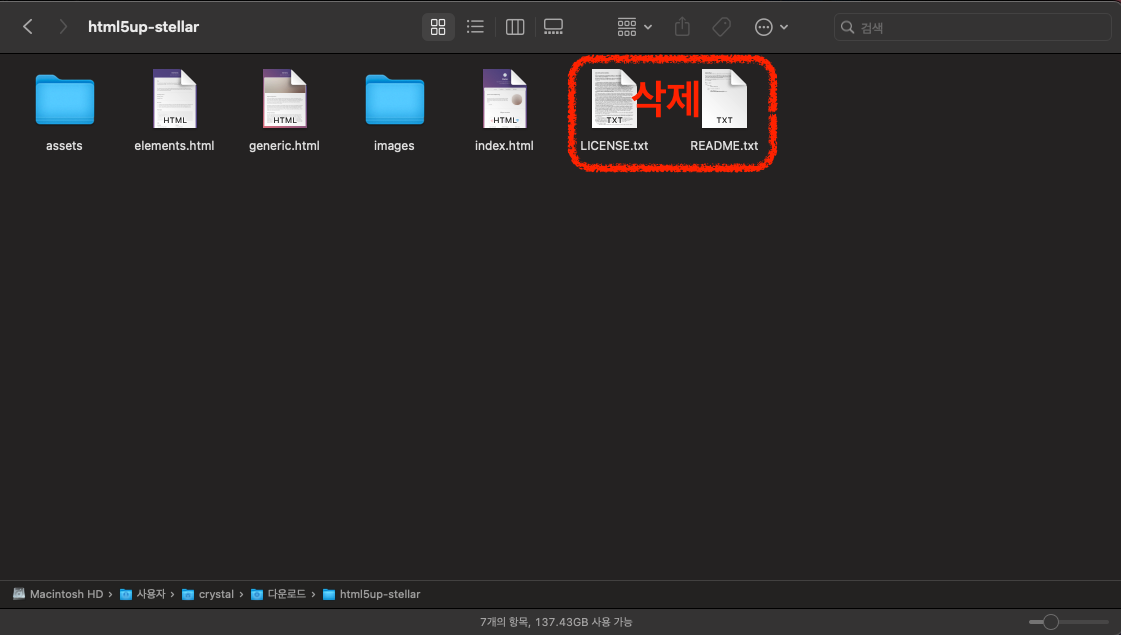 html5up-stellar
검색
HTML
HTML
HTML
TXT
삭제
TXT
assets
elements.html
generic.html
images
index.html
LICENSE.txt
README.txt
Macintosh HD › 사용자 › crystal › 다운로드 › html5up-stellar
7개의 항목, 137.43GB 사용 가능